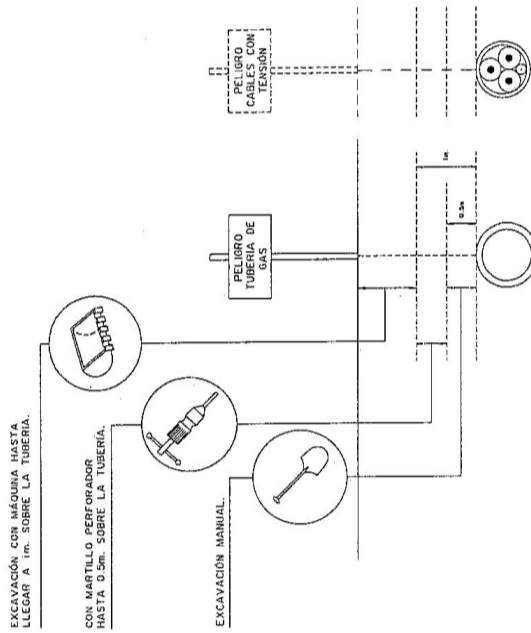 EXCAVACIÓN CON MÁQUINA HASTA
LLEGAR A 1m. SOBRE LA TUBERIA.
CON MARTILLO PERFORADOR
HASTA 0.5m. SOBRE LA TUBERÍA.
EXCAVACIÓN MANUAL.
PELIGRO
TUBERIA DE
GAS
PELIGRO
CABLES CON
TENSIÓN
1m.
0.5m